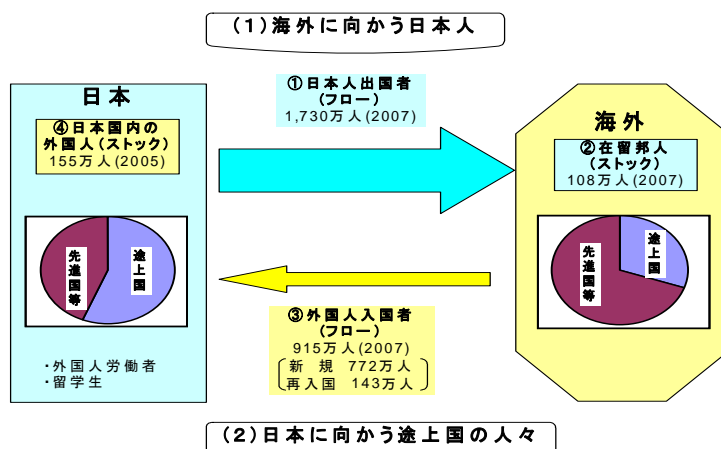 (1)海外に向かう日本人
①日本人出国者
(フロー)
1,730万人(2007)
日本
④日本国内の
外国人(ストック)
155万人(2005)
海外
②在留邦人
(ストック)
108万人(2007)
先進国等
途上国
先進国等
途上国
③外国人入国者
(フロー)
915万人(2007)
新規 772万人
再入国 143万人
・外国人労働者
・留学生
(2)日本に向かう途上国の人々